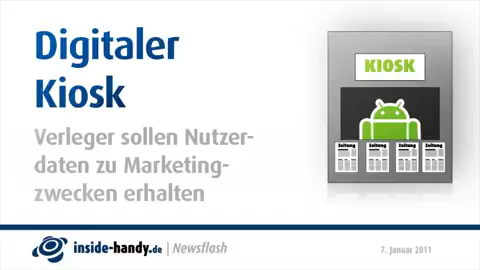 Digitaler
Kiosk
Verleger sollen Nutzer-
daten zu Marketing-
zwecken erhalten
KIOSK
Zeitung Zeitung Zeitung Zeitung
inside-handy.de | Newsflash
7. Januar 2011